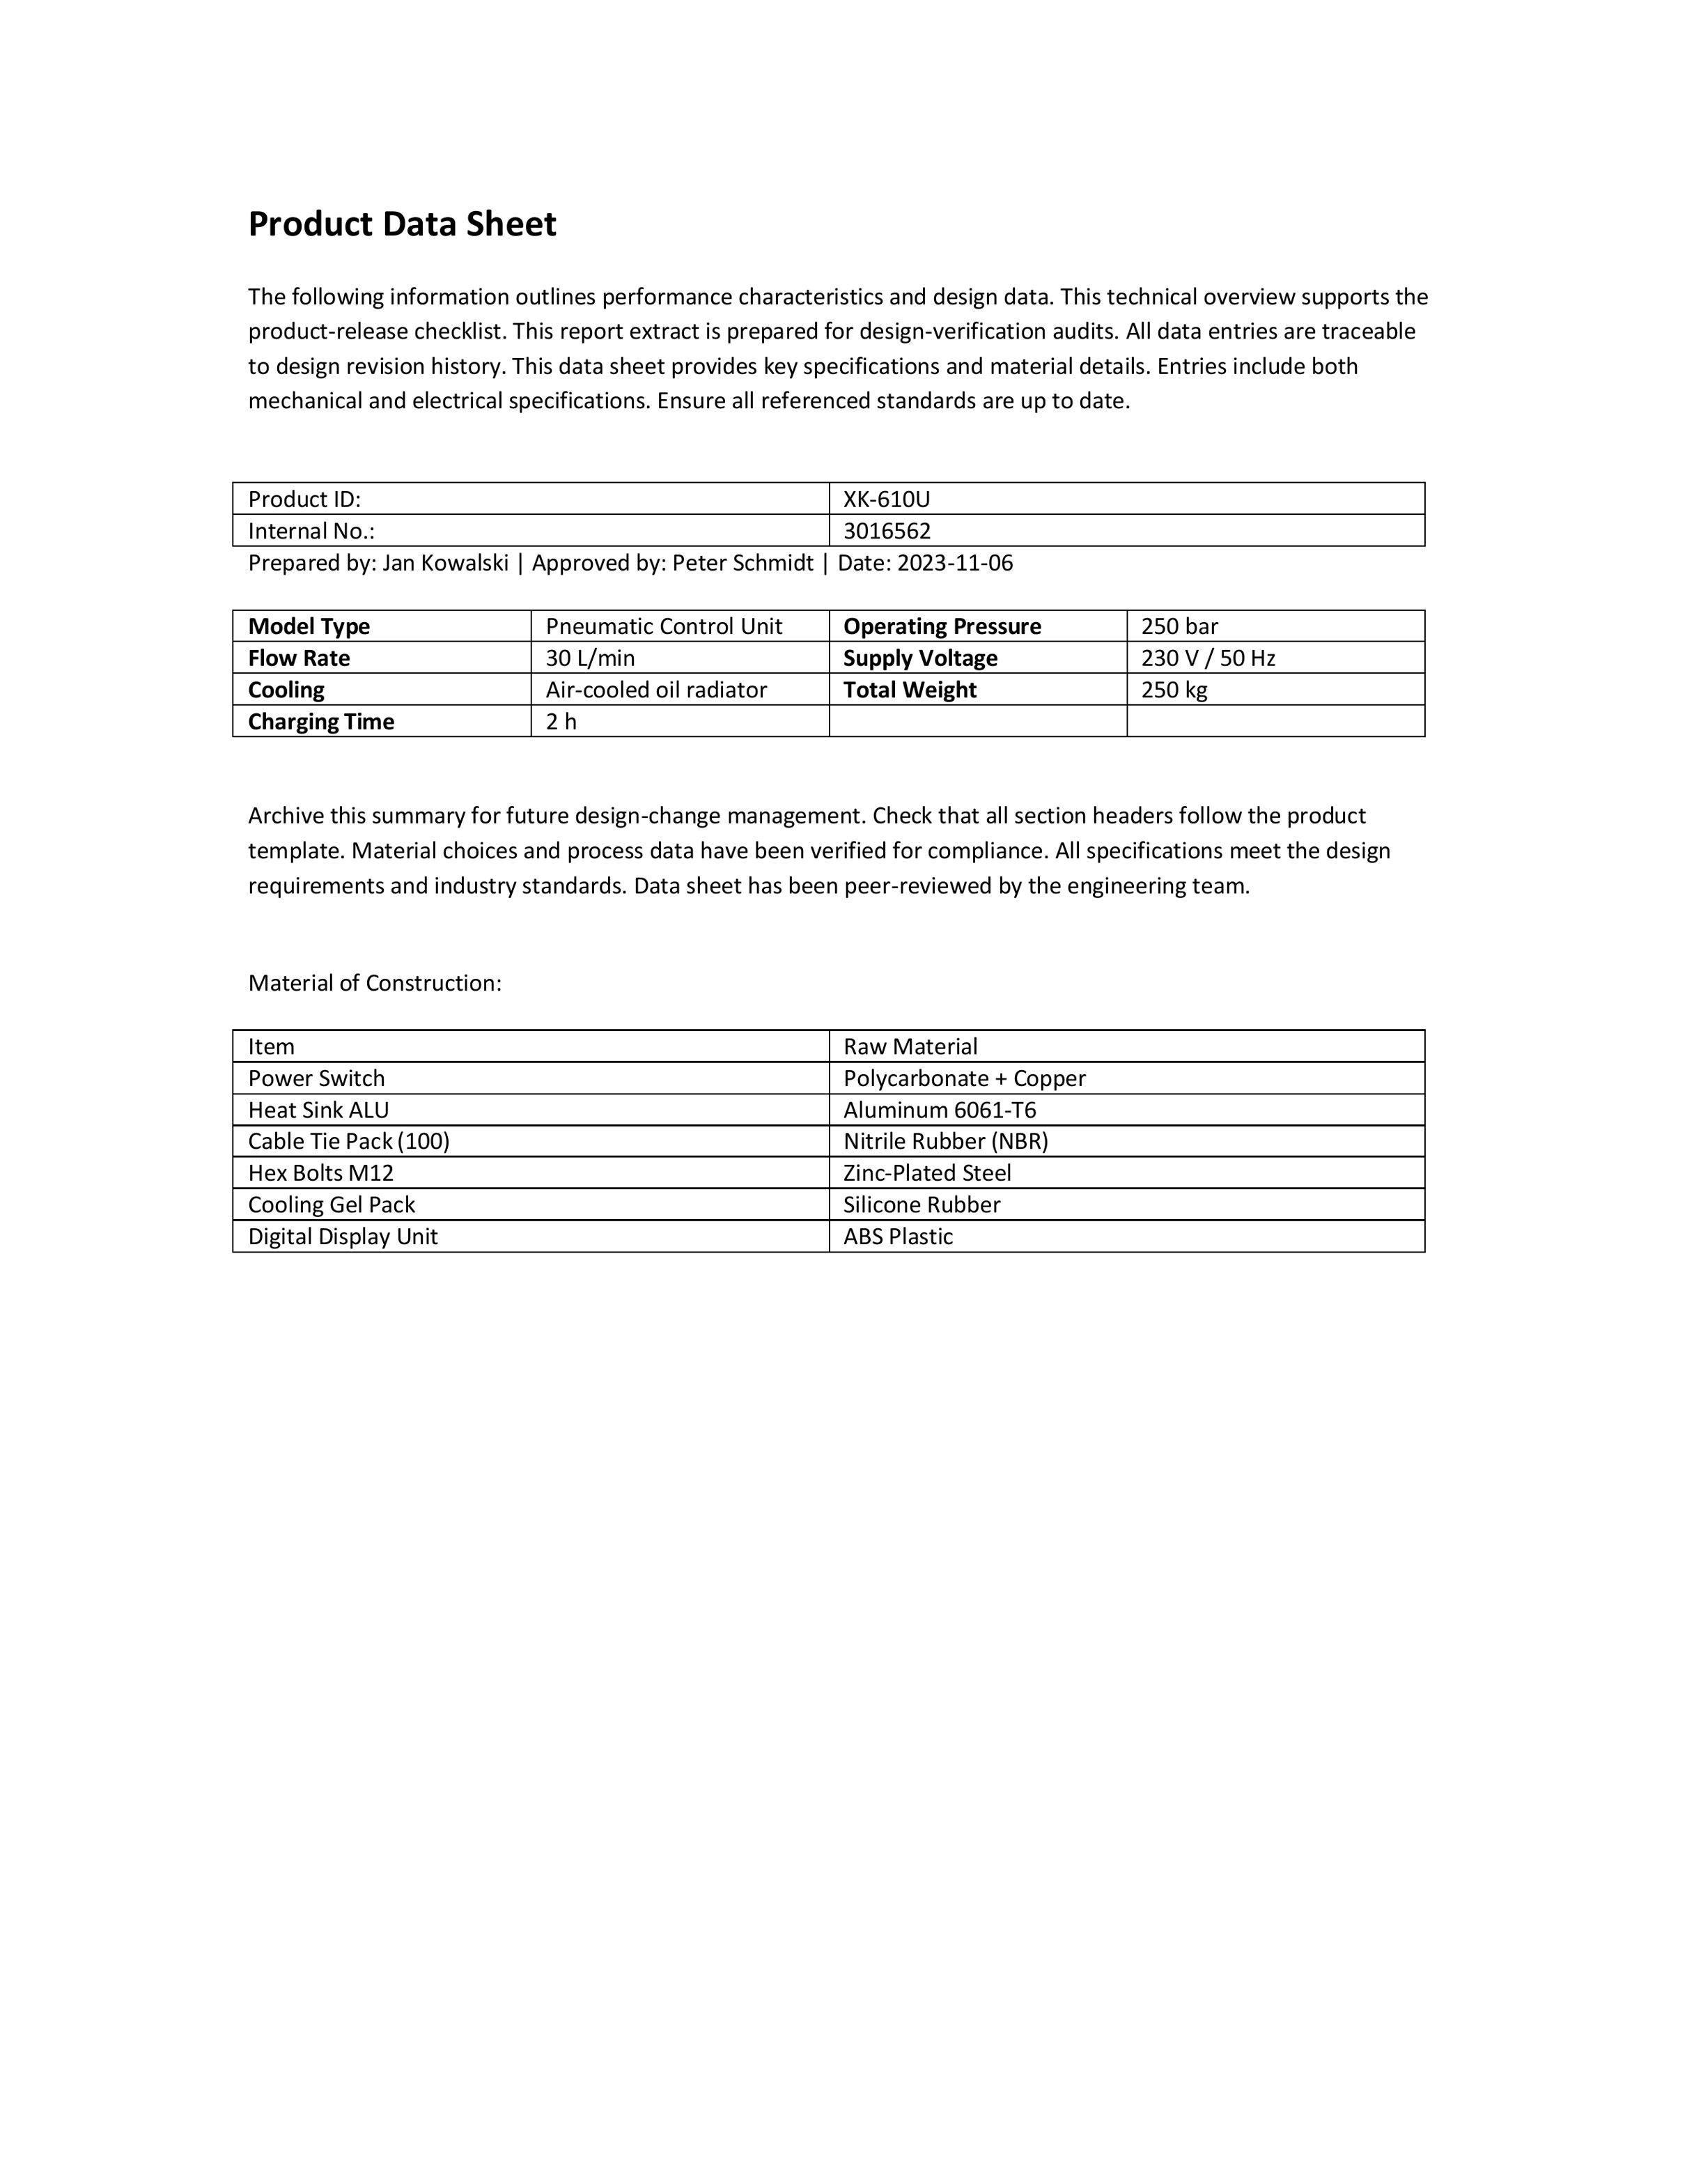 Product Data Sheet
The following information outlines performance characteristics and design data. This technical overview supports the
product-release checklist. This report extract is prepared for design-verification audits. All data entries are traceable
to design revision history. This data sheet provides key specifications and material details. Entries include both
mechanical and electrical specifications. Ensure all referenced standards are up to date.
Product ID: XK-610U
Internal No.: 3016562
Prepared by: Jan Kowalski | Approved by: Peter Schmidt | Date: 2023-11-06
Model Type Pneumatic Control Unit Operating Pressure 250 bar
Flow Rate 30 L/min Supply Voltage 230 V / 50 Hz
Cooling Air-cooled oil radiator Total Weight 250 kg
Charging Time 2 h
Archive this summary for future design-change management. Check that all section headers follow the product
template. Material choices and process data have been verified for compliance. All specifications meet the design
requirements and industry standards. Data sheet has been peer-reviewed by the engineering team.
Material of Construction:
Item Raw Material
Power Switch Polycarbonate + Copper
Heat Sink ALU Aluminum 6061-T6
Cable Tie Pack (100) Nitrile Rubber (NBR)
Hex Bolts M12 Zinc-Plated Steel
Cooling Gel Pack Silicone Rubber
Digital Display Unit ABS Plastic